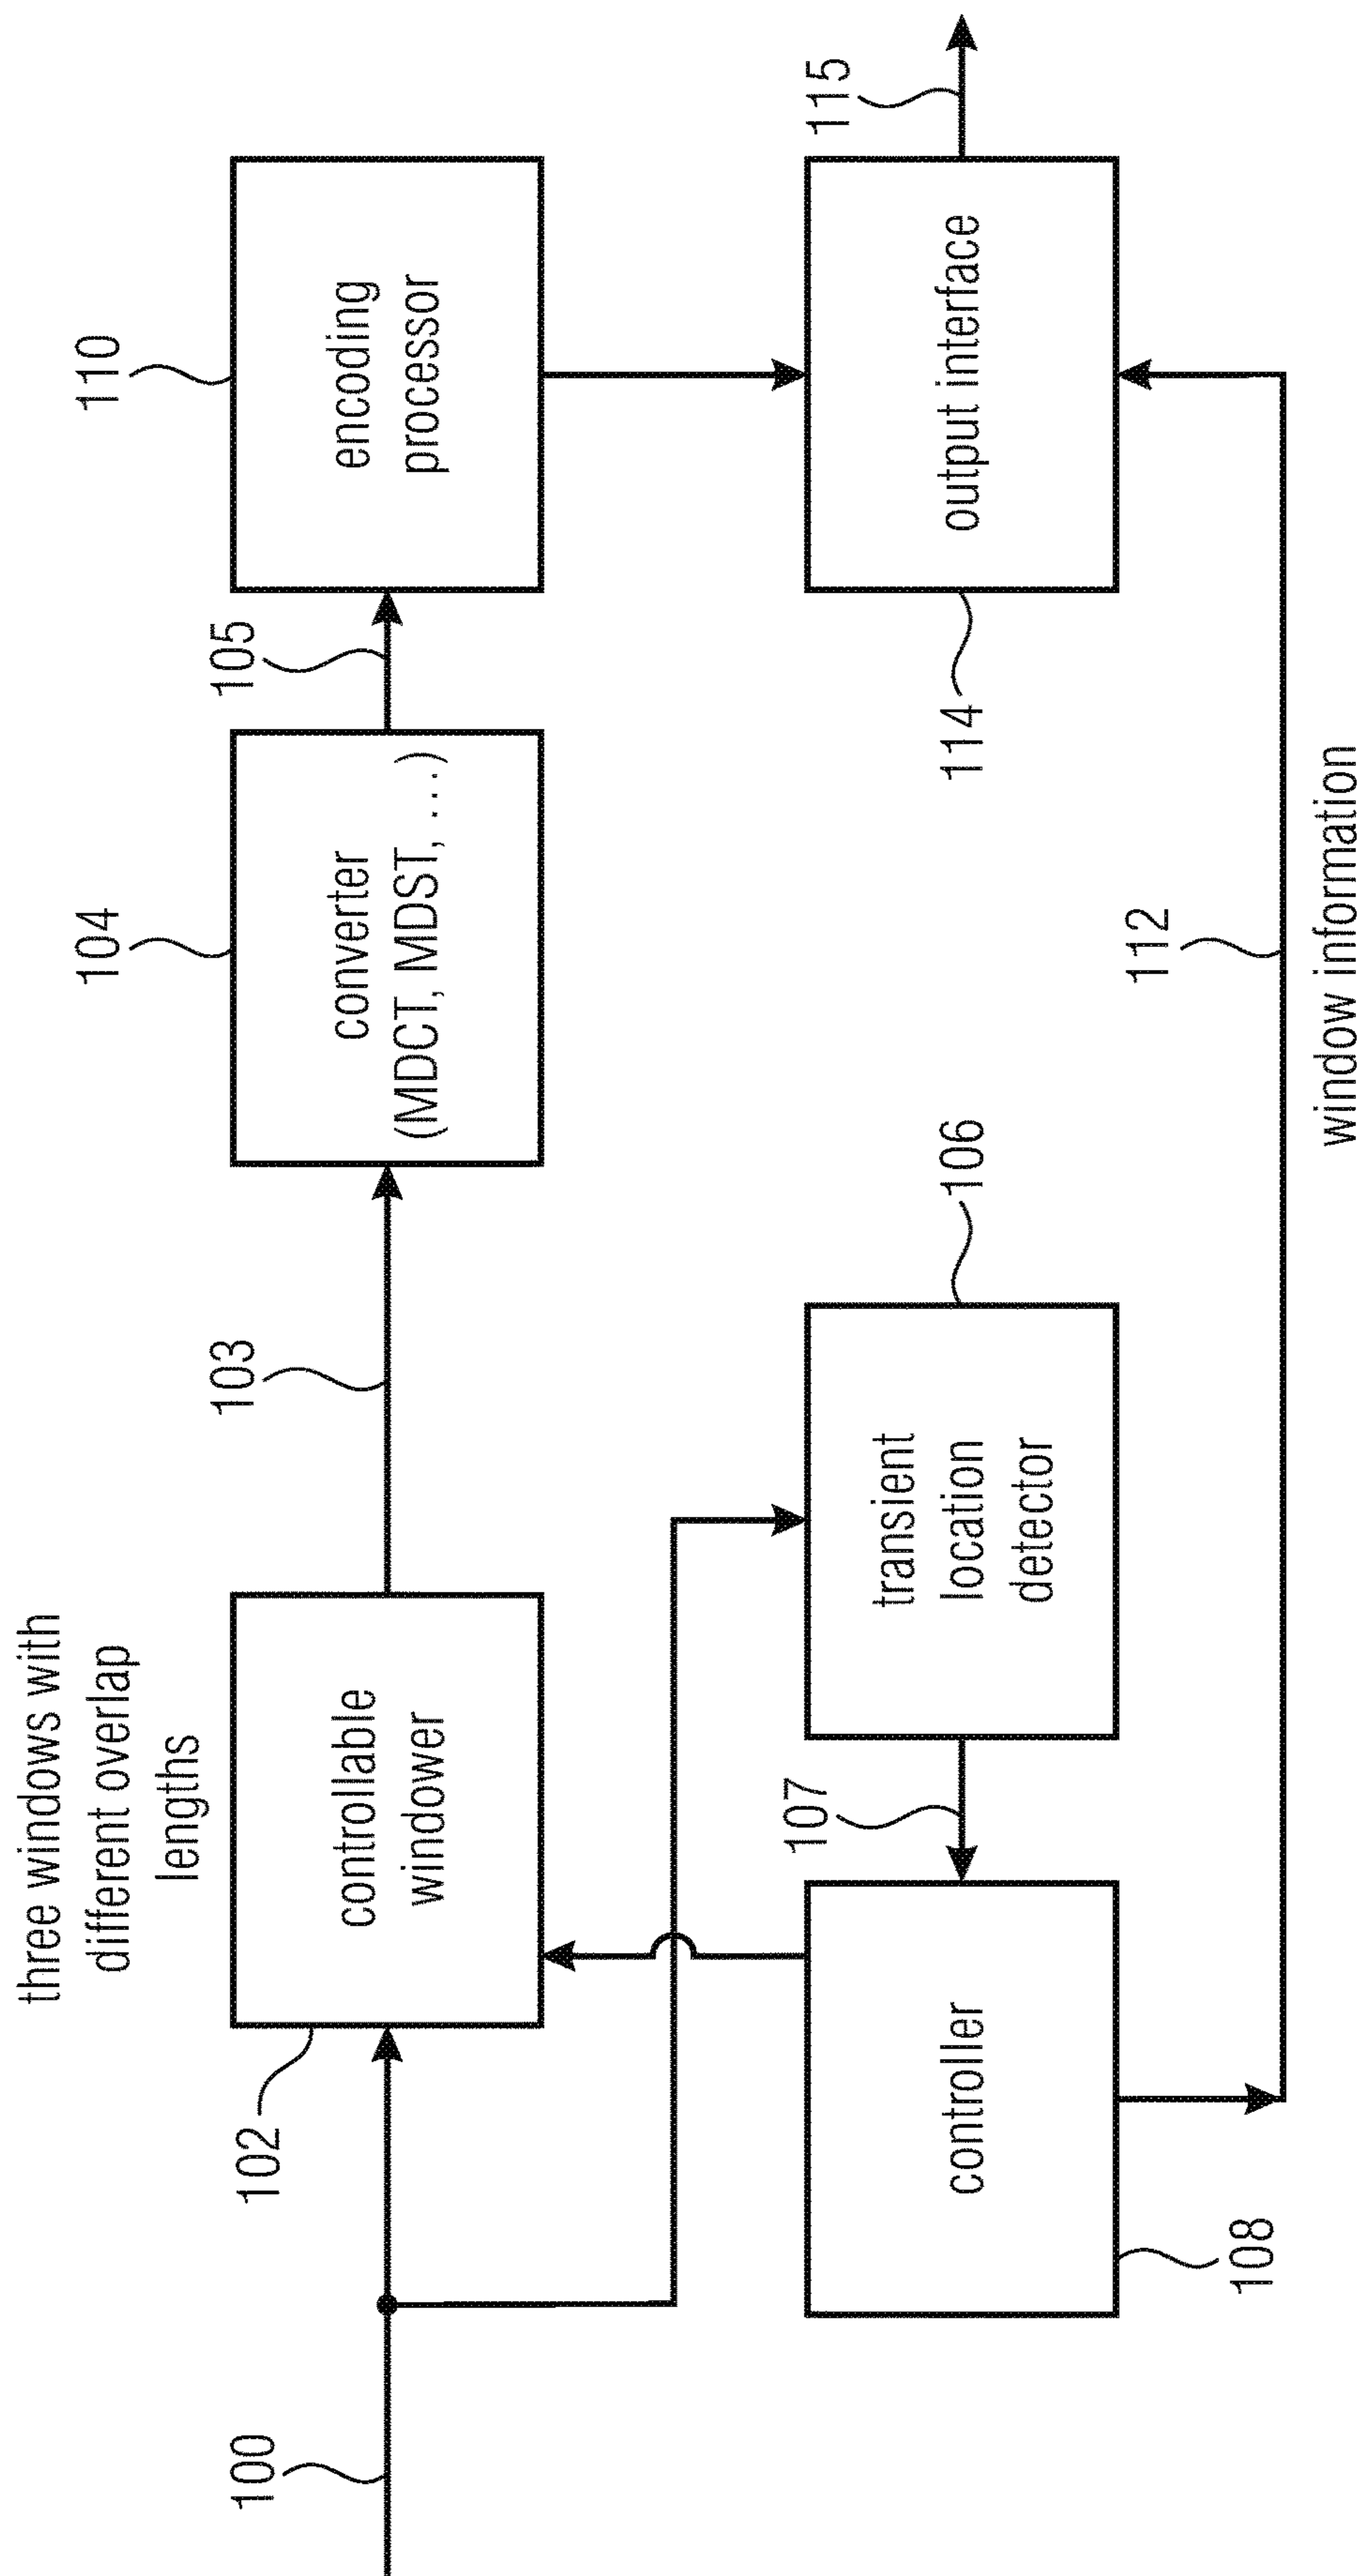 three windows with
different overlap
lengths
100
102
controllable
windower
103
104
converter
(MDCT, MDST, ...)
105
110
encoding
processor
108
controller
107
transient
location
detector
106
114
output interface
115
112
window information